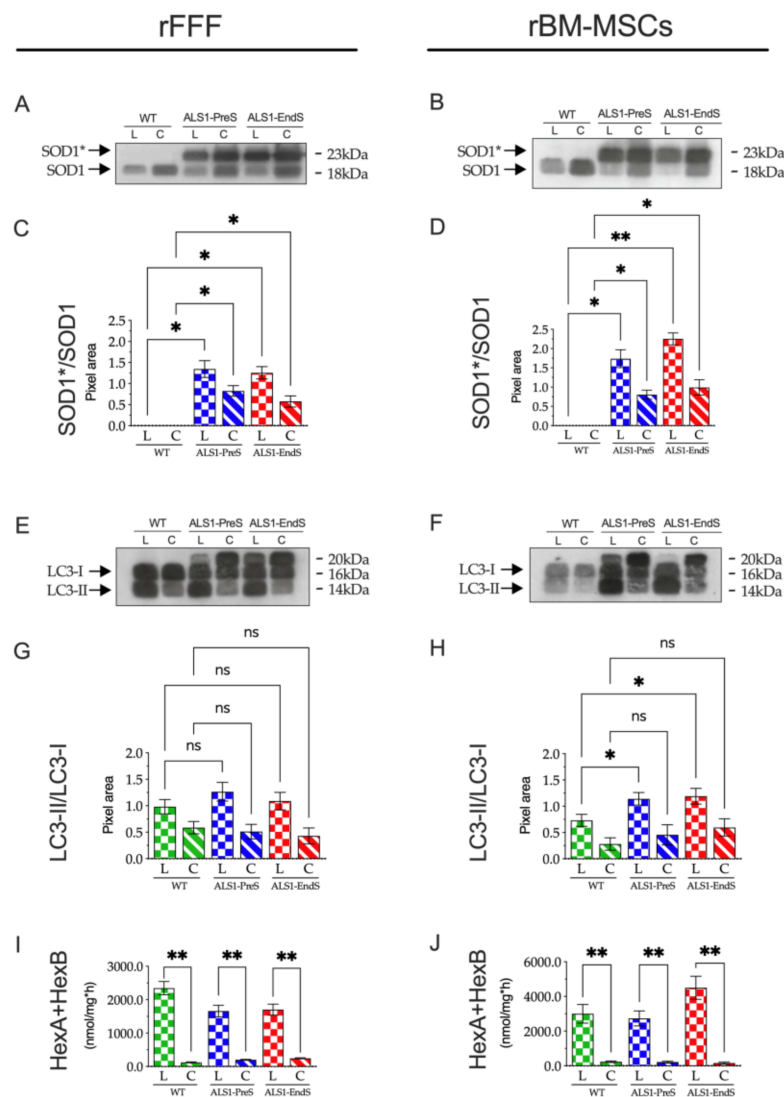 rFFF
rBM-MSCs
A
WT ALS1-PreS ALS1-EndS
L C L C L C
SOD1*
- 23kDa
SOD1
- 18kDa
B
WT ALS1-PreS ALS1-EndS
L C L C L C
SOD1*
- 23kDa
SOD1
- 18kDa
C
SOD1*/SOD1
Pixel area
*
*
*
*
2.5
2.0
1.5
1.0
0.5
0.0
L C L C L C
WT ALS1-PreS ALS1-EndS
D
SOD1*/SOD1
Pixel area
*
**
*
*
2.5
2.0
1.5
1.0
0.5
0.0
L C L C L C
WT ALS1-PreS ALS1-EndS
E
WT ALS1-PreS ALS1-EndS
L C L C L C
- 20kDa
LC3-I
- 16kDa
LC3-II
- 14kDa
F
WT ALS1-PreS ALS1-EndS
L C L C L C
- 20kDa
LC3-I
- 16kDa
LC3-II
- 14kDa
G
LC3-II/LC3-I
Pixel area
ns
ns
ns
ns
2.0
1.5
1.0
0.5
0.0
L C L C L C
WT ALS1-PreS ALS1-EndS
H
LC3-II/LC3-I
Pixel area
ns
*
ns
*
2.0
1.5
1.0
0.5
0.0
L C L C L C
WT ALS1-PreS ALS1-EndS
I
HexA+HexB
(nmol/mg*h)
** ** **
3000.0
2000.0
1000.0
0.0
L C L C L C
WT ALS1-PreS ALS1-EndS
J
HexA+HexB
(nmol/mg*h)
** ** **
6000.0
4000.0
2000.0
0.0
L C L C L C
WT ALS1-PreS ALS1-EndS